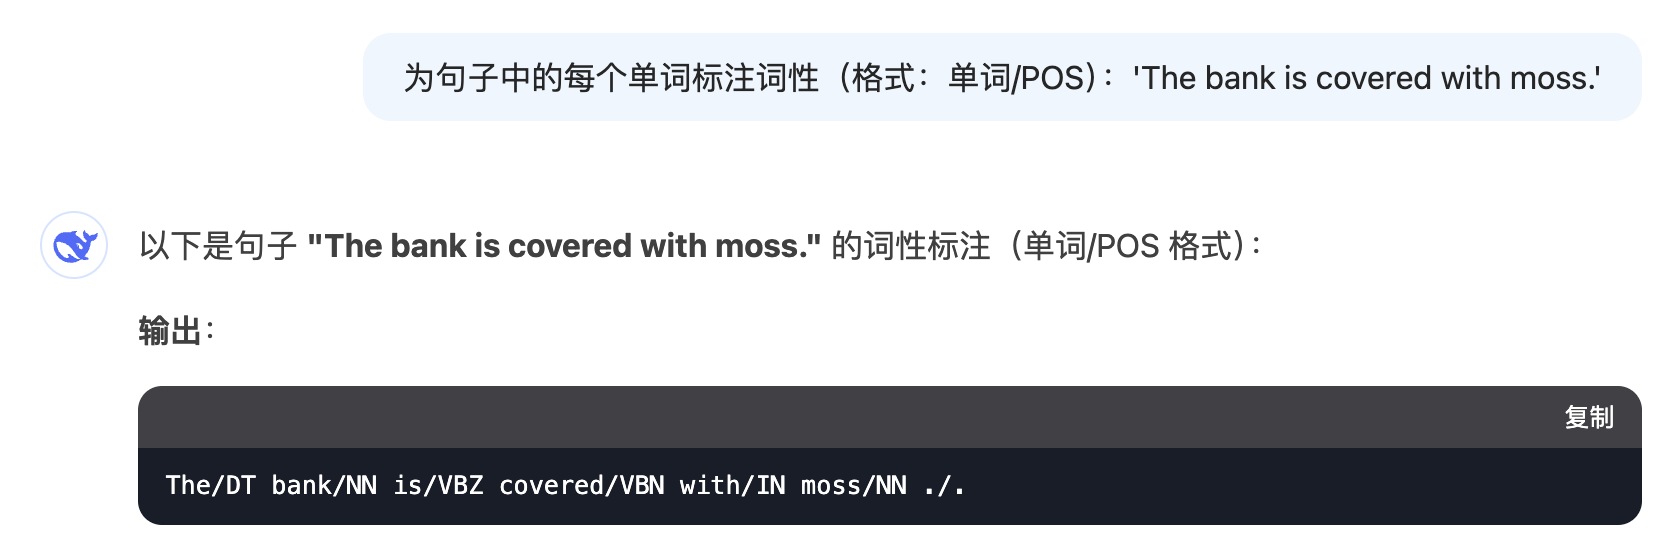 为句子中的每个单词标注词性（格式：单词/POS）：'The bank is covered with moss.'
以下是句子 "The bank is covered with moss." 的词性标注（单词/POS 格式）：
输出：
复制
The/DT bank/NN is/VBZ covered/VBN with/IN moss/NN ./.